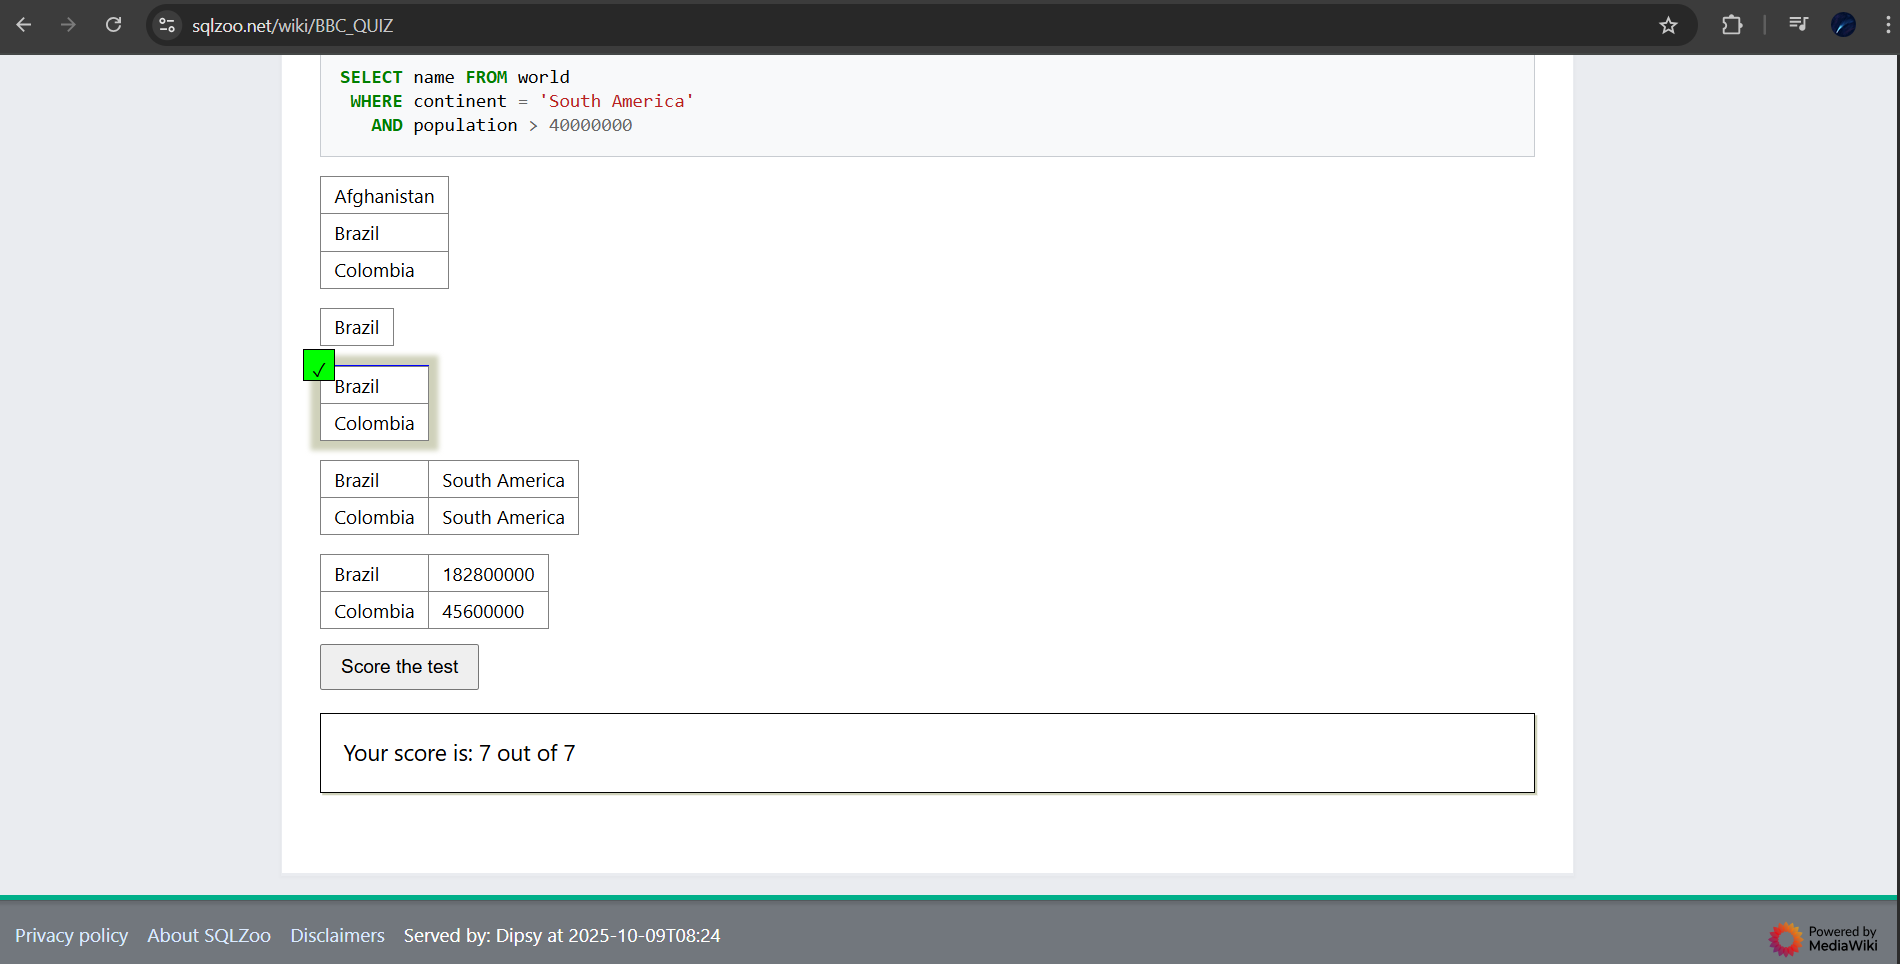 sqlzoo.net/wiki/BBC_QUIZ
SELECT name FROM world
WHERE continent = 'South America'
AND population > 40000000
Afghanistan
Brazil
Colombia
Brazil
Brazil
Colombia
Brazil South America
Colombia South America
Brazil 182800000
Colombia 45600000
Score the test
Your score is: 7 out of 7
Privacy policy About SQLZoo Disclaimers Served by: Dipsy at 2025-10-09T08:24
Powered by
MediaWiki